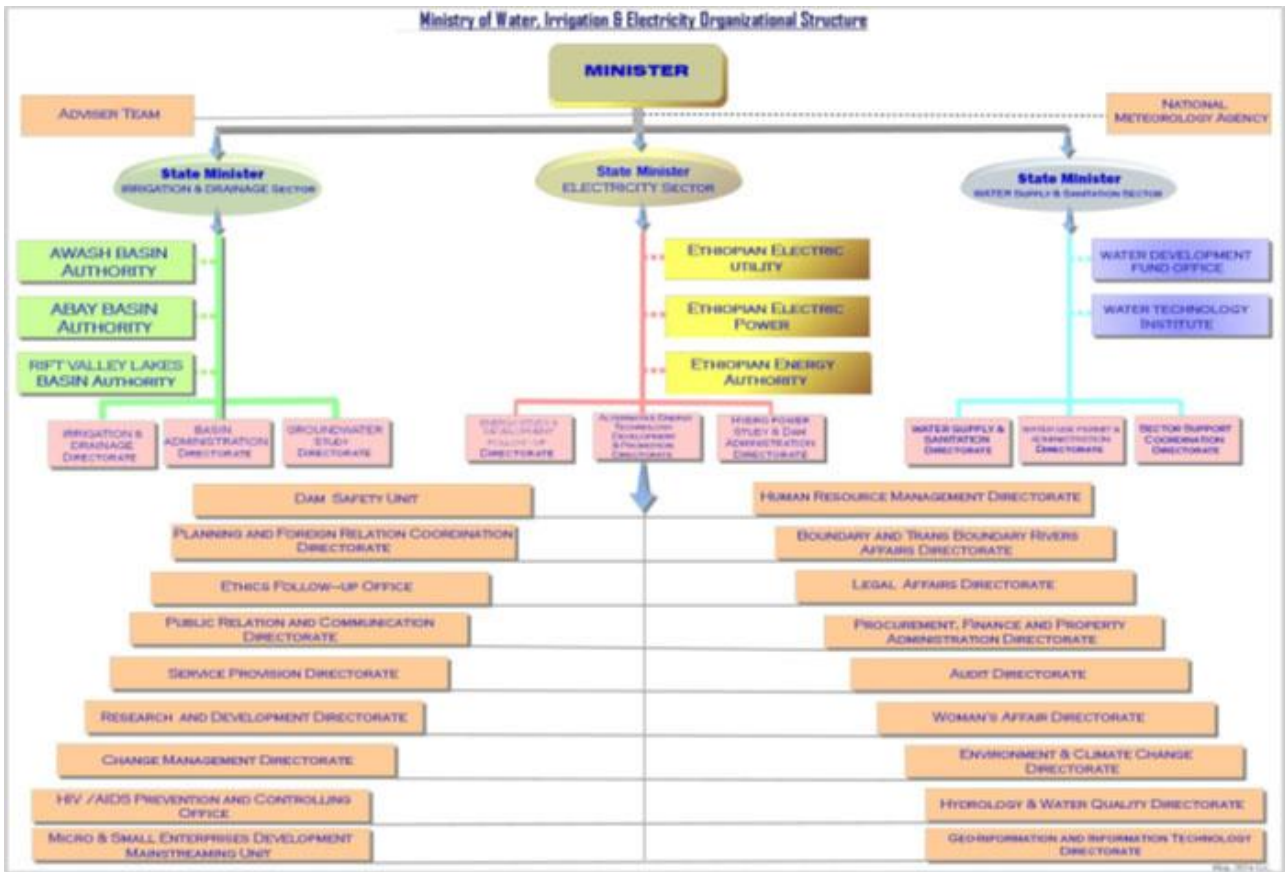 Ministry of Water, Irrigation & Electricity Organizational Structure
MINISTER
ADVISER TEAM
NATIONAL
METEOROLOGY AGENCY
State Minister
IRRIGATION & DRAINAGE SECTOR
State Minister
ELECTRICITY SECTOR
State Minister
WATER SUPPLY & SANITATION SECTOR
AWASH BASIN
AUTHORITY
ABAY BASIN
AUTHORITY
RIFT VALLEY LAKES
BASIN AUTHORITY
ETHIOPIAN ELECTRIC
UTILITY
ETHIOPIAN ELECTRIC
POWER
ETHIOPIAN ENERGY
AUTHORITY
WATER DEVELOPMENT
FUND OFFICE
WATER TECHNOLOGY
INSTITUTE
IRRIGATION &
DRAINAGE
DIRECTORATE
BASIN
ADMINISTRATION
DIRECTORATE
GROUNDWATER
STUDY
DIRECTORATE
ENERGY STUDY &
DEVELOPMENT
FOLLOW-UP
DIRECTORATE
ALTERNATIVE ENERGY
TECHNOLOGY
DEVELOPMENT
& PROMOTION
DIRECTORATE
HYDRO POWER
STUDY & DAM
ADMINISTRATION
DIRECTORATE
WATER SUPPLY &
SANITATION
DIRECTORATE
PERMIT &
ADMINISTRATION
DIRECTORATE
SECTOR SUPPORT
COORDINATION
DIRECTORATE
DAM SAFETY UNIT
HUMAN RESOURCE MANAGEMENT DIRECTORATE
PLANNING AND FOREIGN RELATION COORDINATION
DIRECTORATE
BOUNDARY AND TRANS BOUNDARY RIVERS
AFFAIRS DIRECTORATE
ETHICS FOLLOW-UP OFFICE
LEGAL AFFAIRS DIRECTORATE
PUBLIC RELATION AND COMMUNICATION
DIRECTORATE
PROCUREMENT, FINANCE AND PROPERTY
ADMINISTRATION DIRECTORATE
SERVICE PROVISION DIRECTORATE
AUDIT DIRECTORATE
RESEARCH AND DEVELOPMENT DIRECTORATE
WOMAN'S AFFAIR DIRECTORATE
CHANGE MANAGEMENT DIRECTORATE
ENVIRONMENT & CLIMATE CHANGE
DIRECTORATE
HIV /AIDS PREVENTION AND CONTROLLING
OFFICE
HYDROLOGY & WATER QUALITY DIRECTORATE
MICRO & SMALL ENTERPRISES DEVELOPMENT
MAINSTREAMING UNIT
GEO-INFORMATION AND INFORMATION TECHNOLOGY
DIRECTORATE